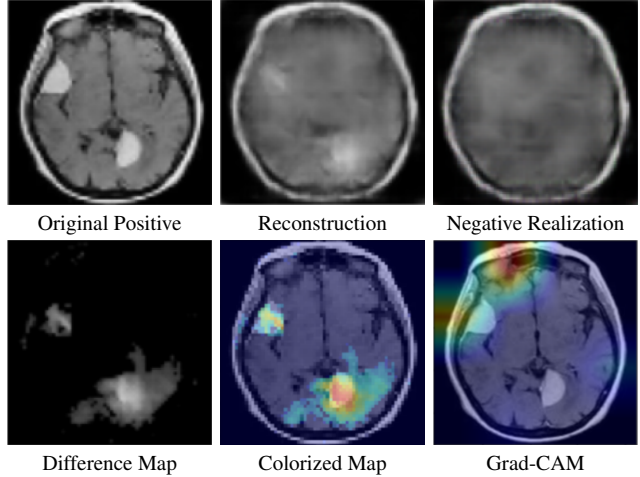 Original Positive
Reconstruction
Negative Realization
Difference Map
Colorized Map
Grad-CAM